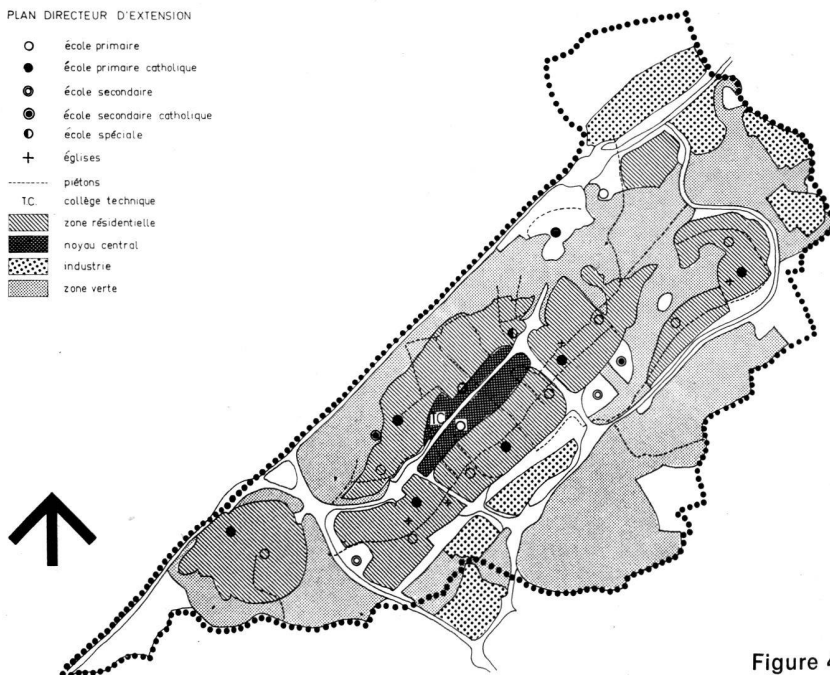 PLAN DIRECTEUR D'EXTENSION
école primaire
école primaire catholique
école secondaire
école secondaire catholique
école spéciale
églises
piétons
T.C. collège technique
zone résidentielle
noyau central
industrie
zone verte
TC
Figure 4